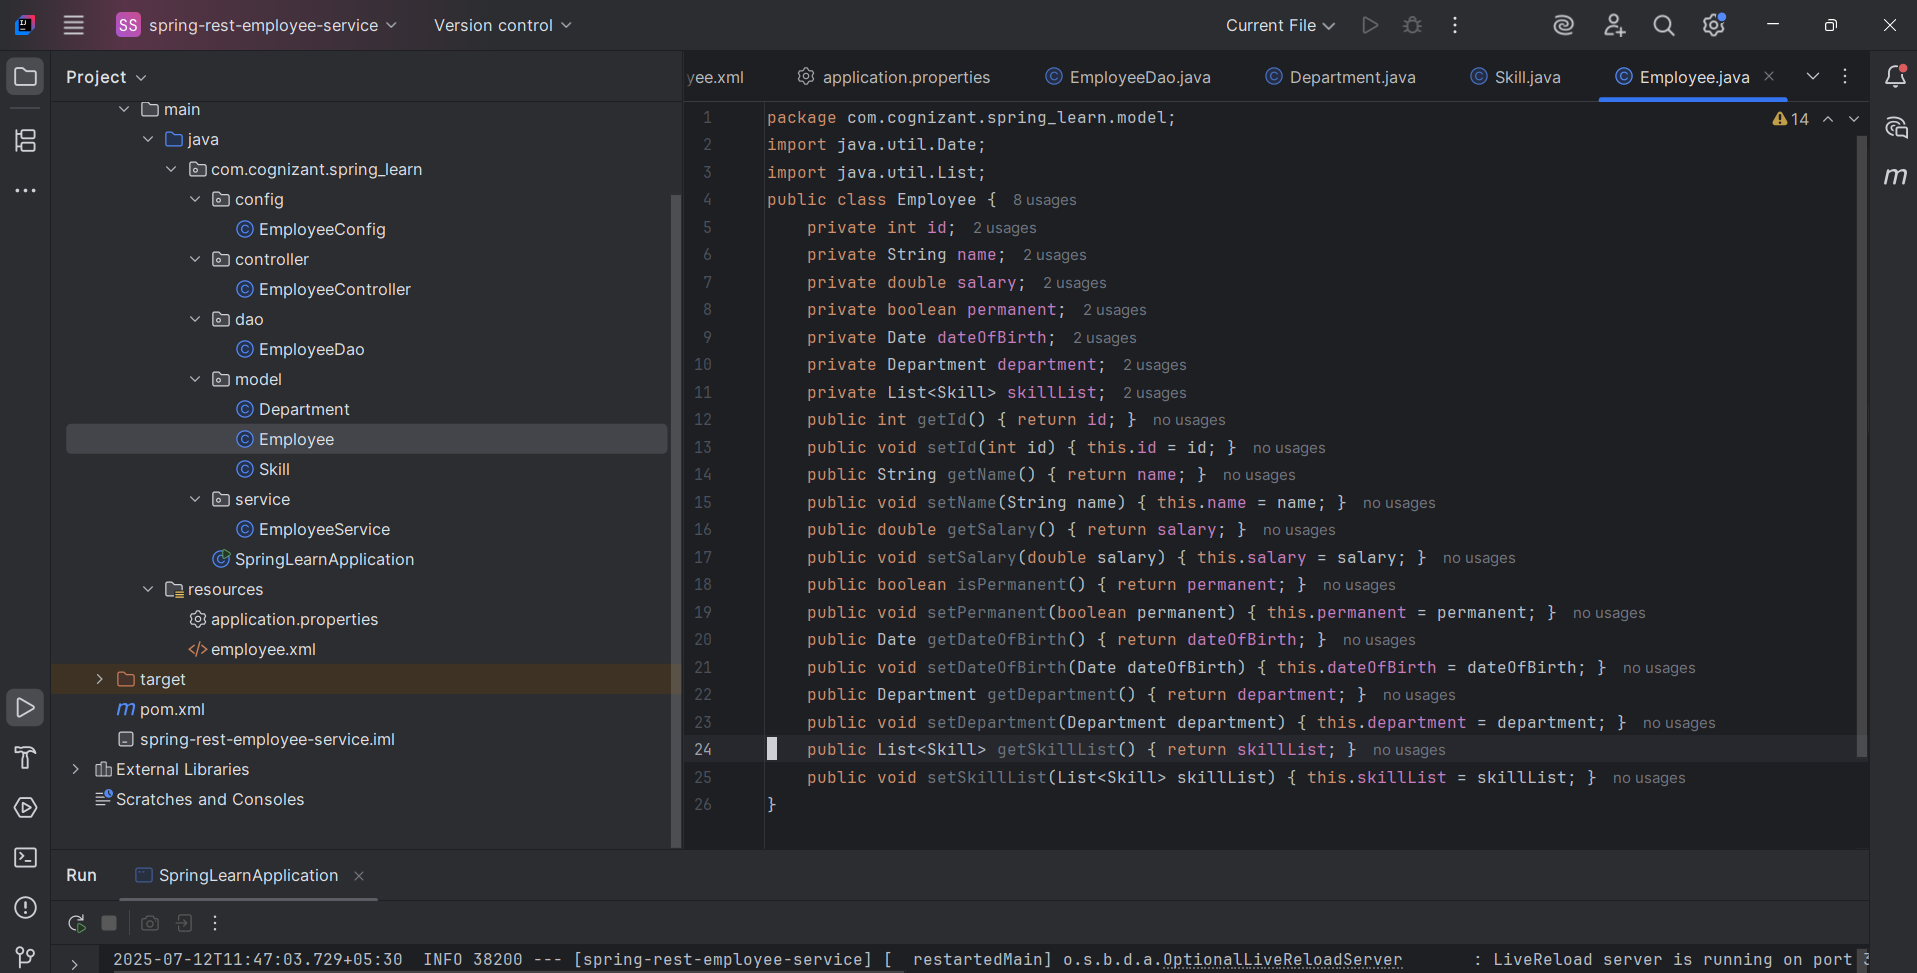 SS spring-rest-employee-service Version control Current File
Project
main
java
com.cognizant.spring_learn
config
EmployeeConfig
controller
EmployeeController
dao
EmployeeDao
model
Department
Employee
Skill
service
EmployeeService
SpringLearnApplication
resources
application.properties
employee.xml
target
pom.xml
spring-rest-employee-service.iml
External Libraries
Scratches and Consoles
yee.xml application.properties EmployeeDao.java Department.java Skill.java Employee.java
14
1 package com.cognizant.spring_learn.model;
2 import java.util.Date;
3 import java.util.List;
4 public class Employee { 8 usages
5 private int id; 2 usages
6 private String name; 2 usages
7 private double salary; 2 usages
8 private boolean permanent; 2 usages
9 private Date dateOfBirth; 2 usages
10 private Department department; 2 usages
11 private List<Skill> skillList; 2 usages
12 public int getId() { return id; } no usages
13 public void setId(int id) { this.id = id; } no usages
14 public String getName() { return name; } no usages
15 public void setName(String name) { this.name = name; } no usages
16 public double getSalary() { return salary; } no usages
17 public void setSalary(double salary) { this.salary = salary; } no usages
18 public boolean isPermanent() { return permanent; } no usages
19 public void setPermanent(boolean permanent) { this.permanent = permanent; } no usages
20 public Date getDateOfBirth() { return dateOfBirth; } no usages
21 public void setDateOfBirth(Date dateOfBirth) { this.dateOfBirth = dateOfBirth; } no usages
22 public Department getDepartment() { return department; } no usages
23 public void setDepartment(Department department) { this.department = department; } no usages
24 public List<Skill> getSkillList() { return skillList; } no usages
25 public void setSkillList(List<Skill> skillList) { this.skillList = skillList; } no usages
26 }
Run SpringLearnApplication
2025-07-12T11:47:03.729+05:30 INFO 38200 --- [spring-rest-employee-service] [ restartedMain] o.s.b.d.a.OptionalLiveReloadServer : LiveReload server is running on port 3